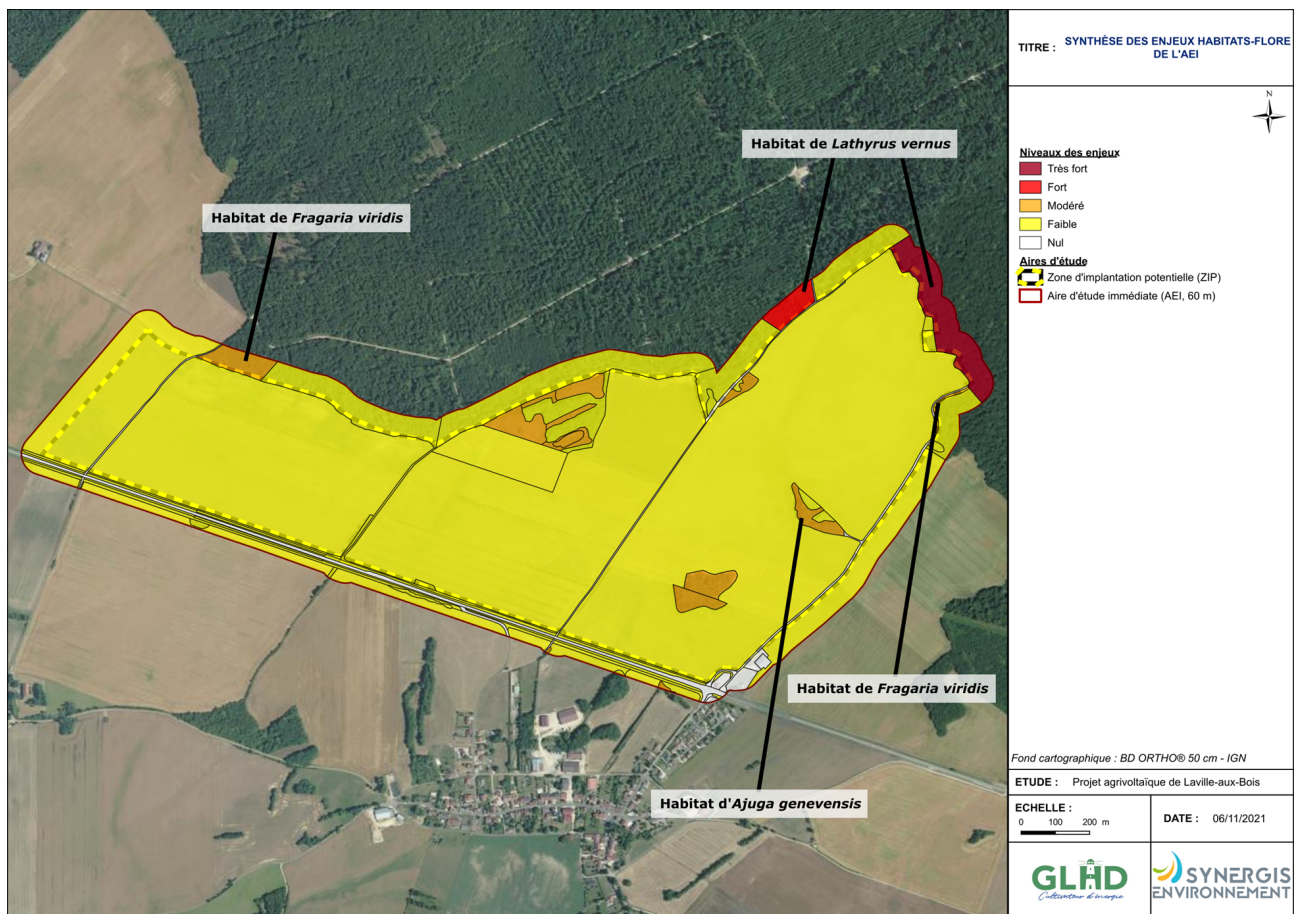 Habitat de Lathyrus vernus
Habitat de Fragaria viridis
Habitat de Fragaria viridis
Habitat d'Ajuga genevensis
TITRE : SYNTHÈSE DES ENJEUX HABITATS-FLORE
DE L'AEI
N
Niveaux des enjeux
Très fort
Fort
Modéré
Faible
Nul
Aires d'étude
Zone d'implantation potentielle (ZIP)
Aire d'étude immédiate (AEI, 60 m)
Fond cartographique : BD ORTHO® 50 cm - IGN
ETUDE : Projet agrivoltaïque de Laville-aux-Bois
ECHELLE :
0 100 200 m
DATE : 06/11/2021
GLHD
Cultivateur d'énergie
SYNERGIS
ENVIRONNEMENT